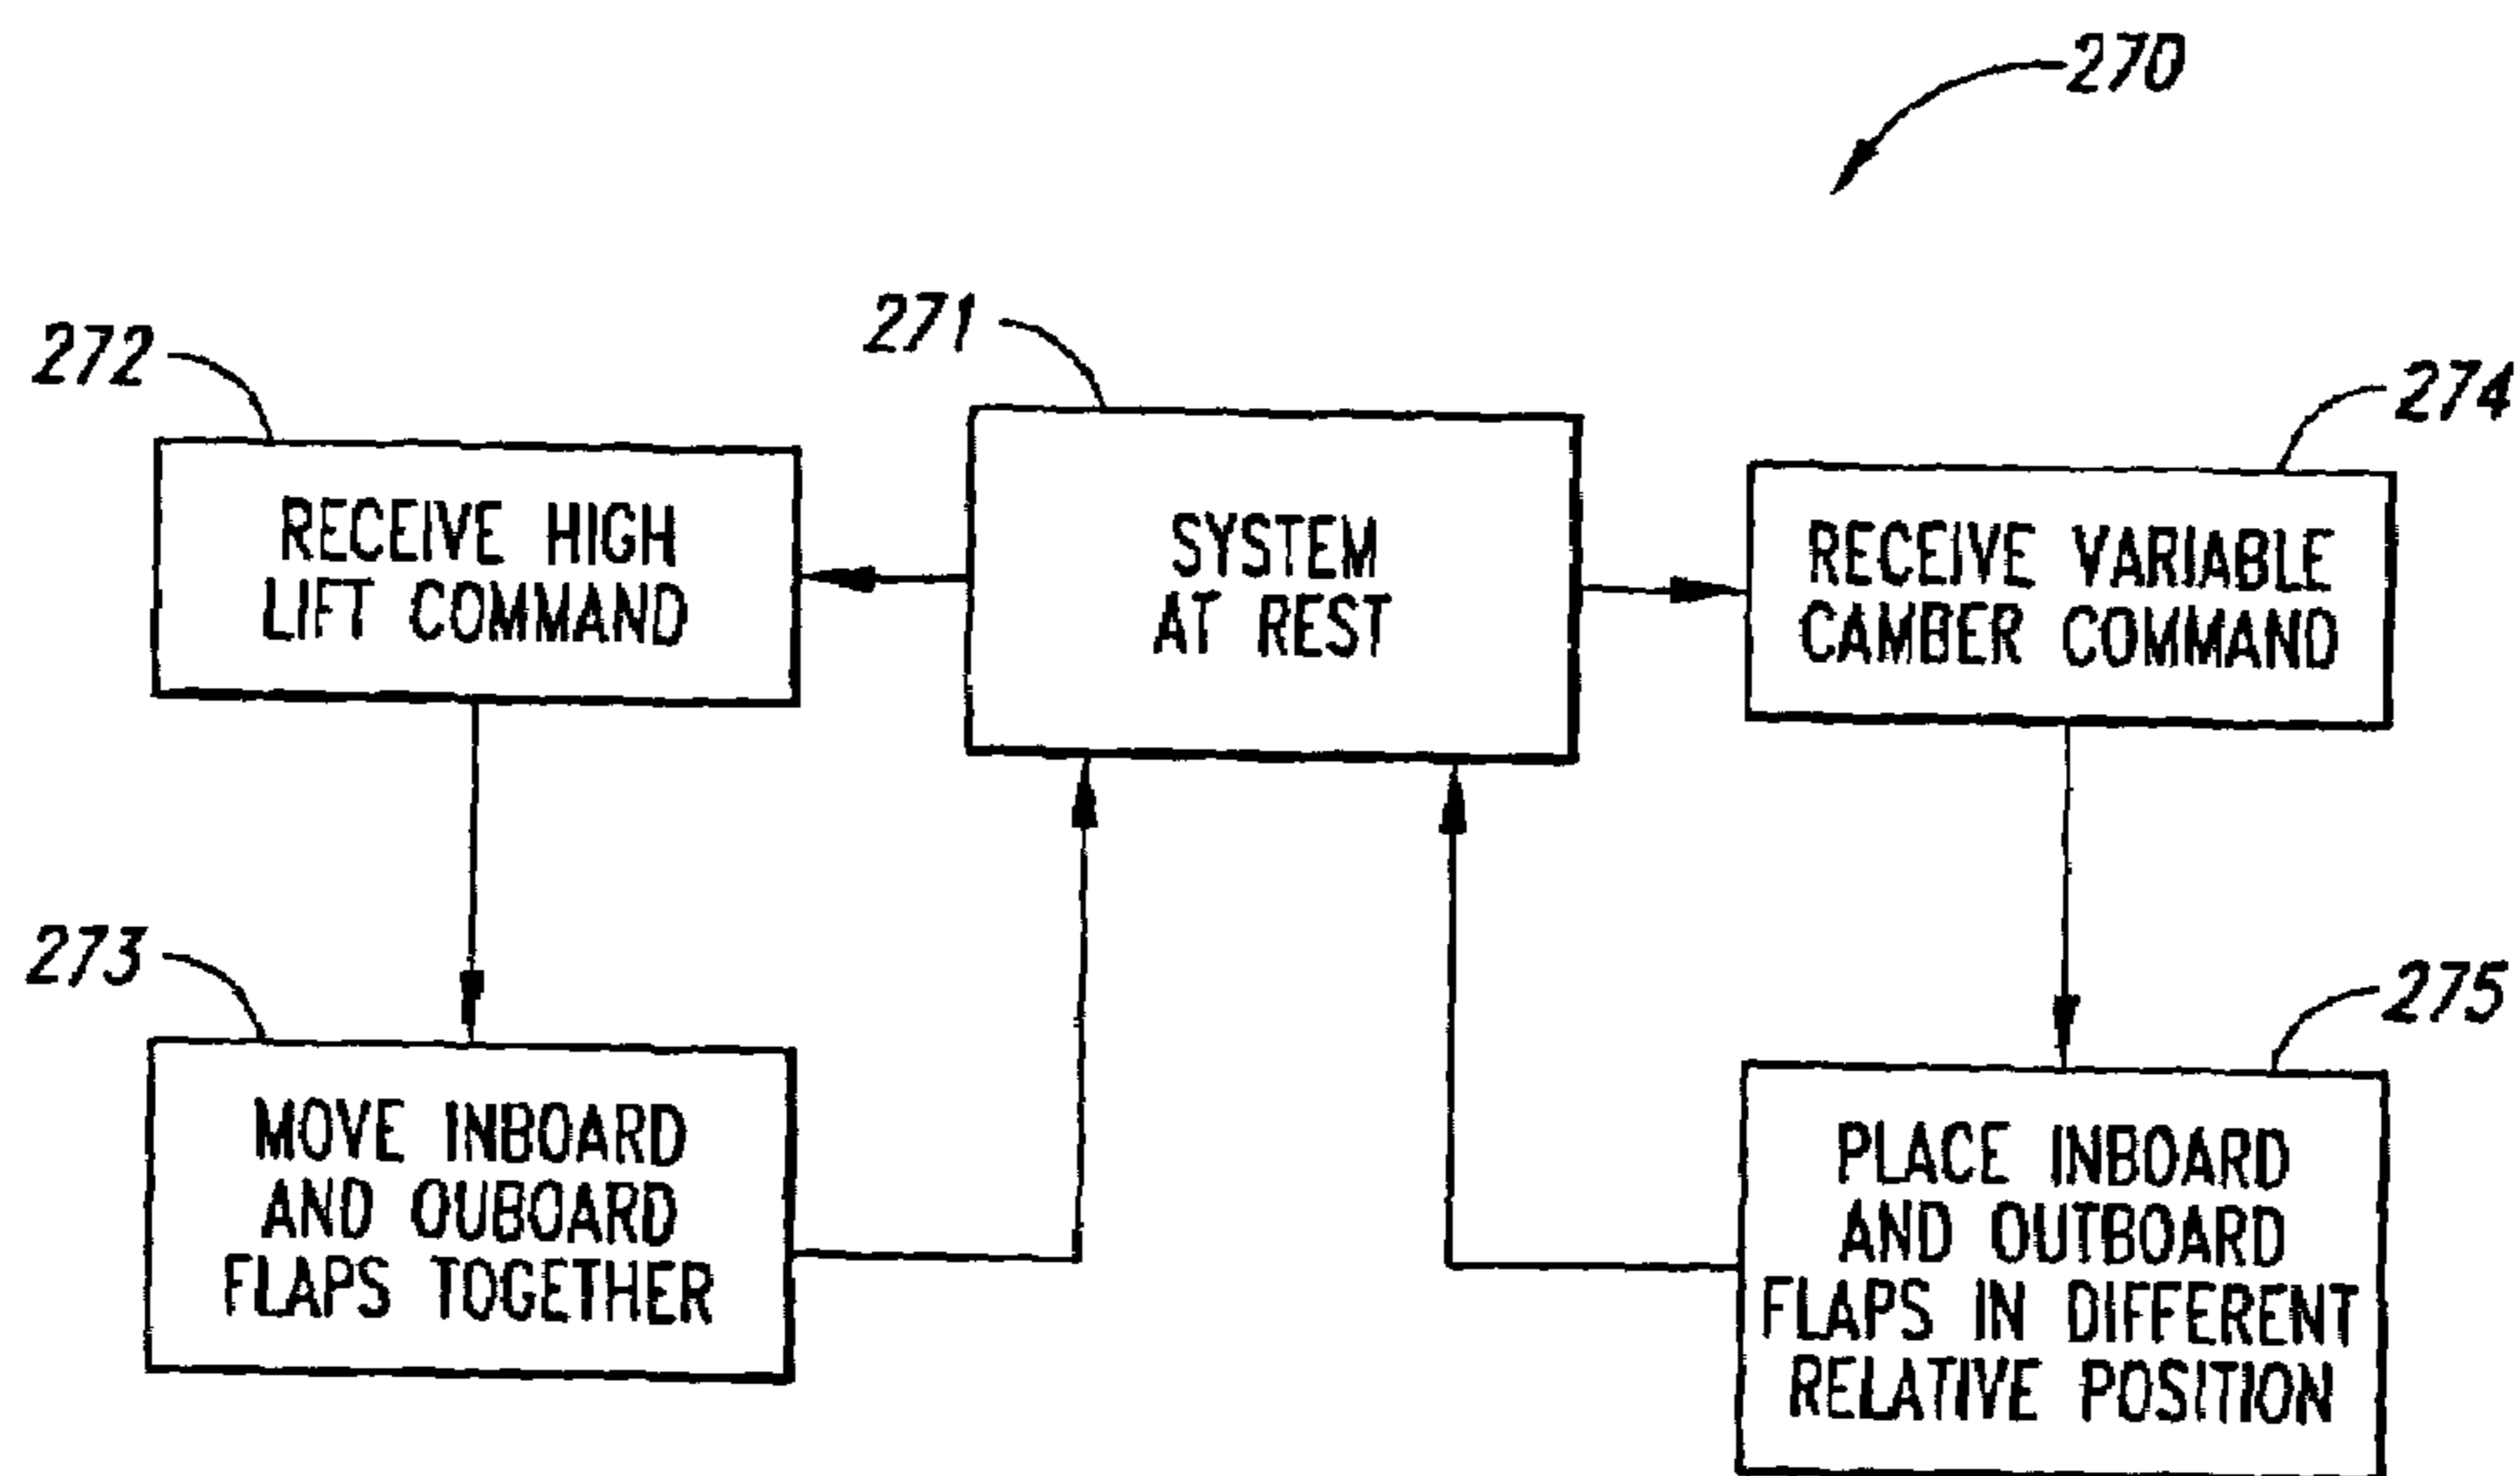 270
271
272
274
RECEIVE HIGH
LIFT COMMAND
SYSTEM
AT REST
RECEIVE VARIABLE
CAMBER COMMAND
273
275
MOVE INBOARD
AND OUBOARD
FLAPS TOGETHER
PLACE INBOARD
AND OUTBOARD
FLAPS IN DIFFERENT
RELATIVE POSITION